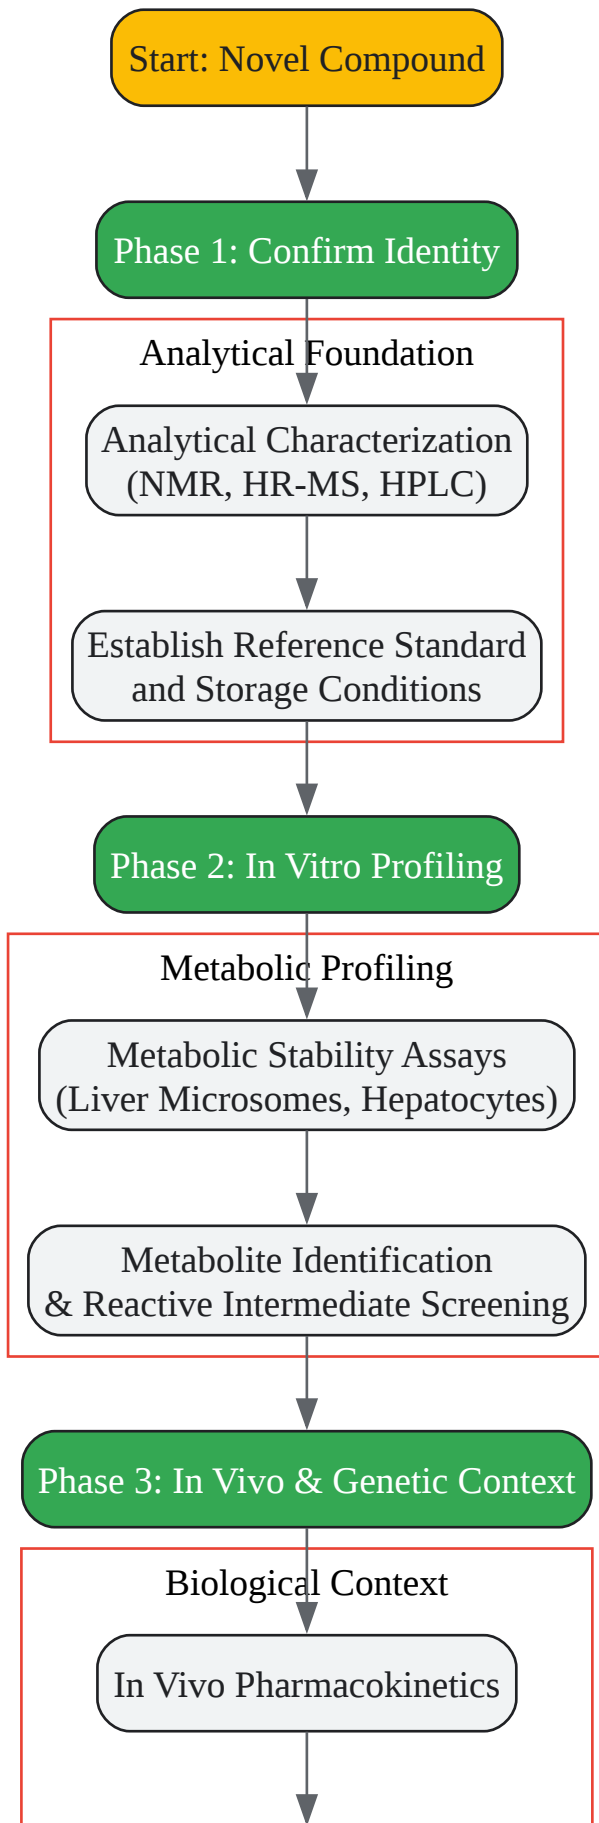 Start: Novel Compound
Phase 1: Confirm Identity
Analytical Foundation
Analytical Characterization
(NMR, HR-MS, HPLC)
Establish Reference Standard
and Storage Conditions
Phase 2: In Vitro Profiling
Metabolic Profiling
Metabolic Stability Assays
(Liver Microsomes, Hepatocytes)
Metabolite Identification
& Reactive Intermediate Screening
Phase 3: In Vivo & Genetic Context
Biological Context
In Vivo Pharmacokinetics